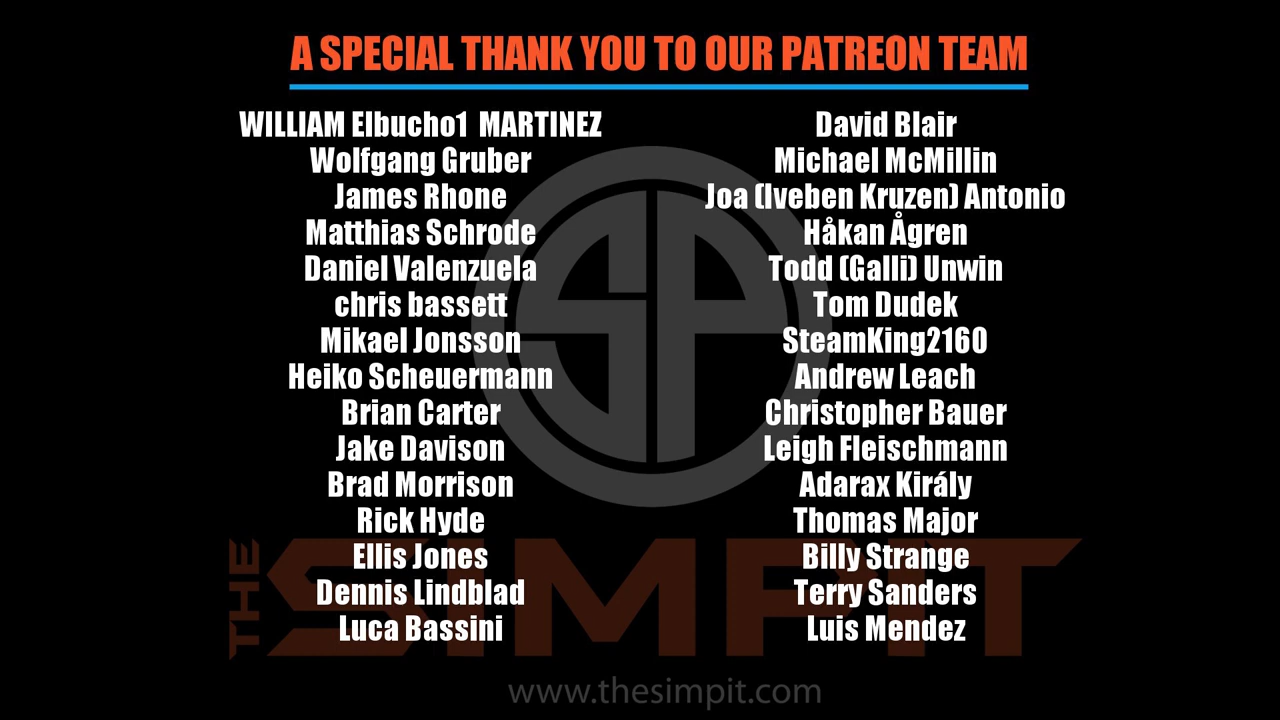 A SPECIAL THANK YOU TO OUR PATREON TEAM
WILLIAM Elbucho1 MARTINEZ
Wolfgang Gruber
James Rhone
Matthias Schrode
Daniel Valenzuela
chris bassett
Mikael Jonsson
Heiko Scheuermann
Brian Carter
Jake Davison
Brad Morrison
Rick Hyde
Ellis Jones
Dennis Lindblad
Luca Bassini
David Blair
Michael McMillin
Joa (Iveben Kruzen) Antonio
Håkan Ågren
Todd (Galli) Unwin
Tom Dudek
SteamKing2160
Andrew Leach
Christopher Bauer
Leigh Fleischmann
Adarax Király
Thomas Major
Billy Strange
Terry Sanders
Luis Mendez
SP
THE SIMPIT
www.thesimpit.com